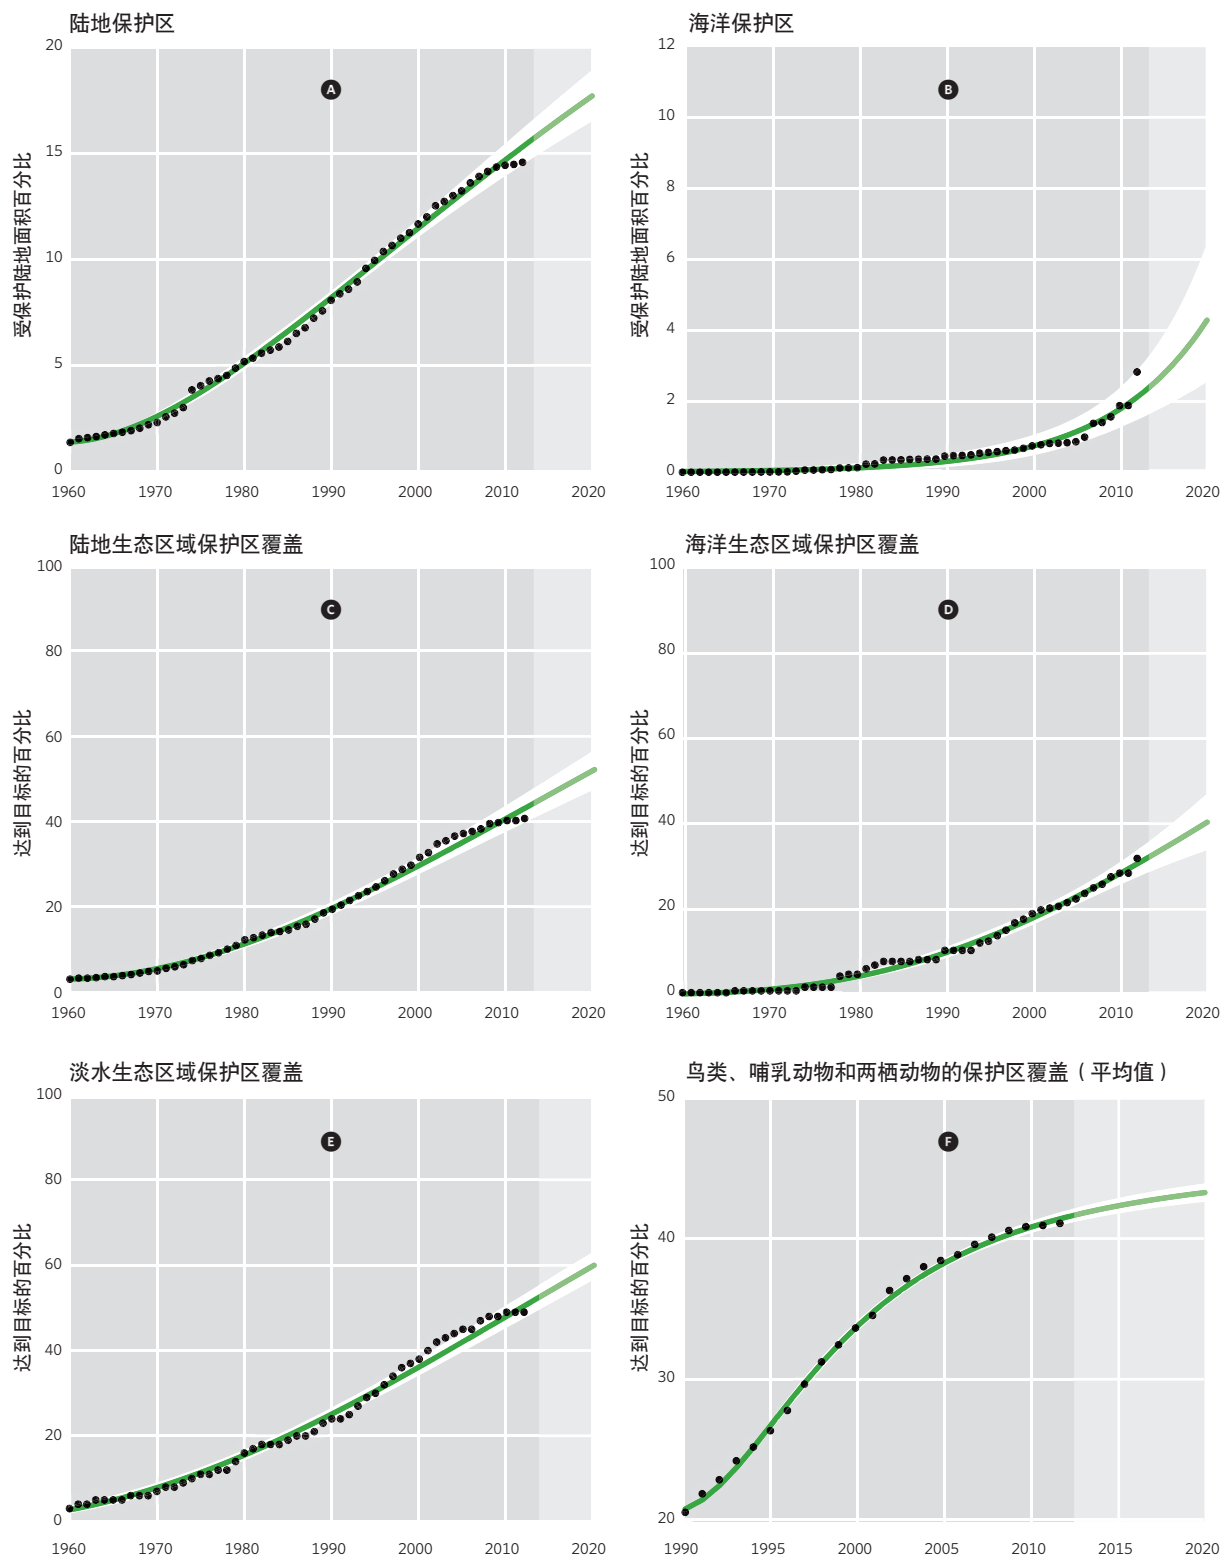 陆地保护区
20
15
10
5
0
受保护陆地面积百分比
A
1960 1970 1980 1990 2000 2010 2020
海洋保护区
12
10
8
6
4
2
0
受保护陆地面积百分比
B
1960 1970 1980 1990 2000 2010 2020
陆地生态区域保护区覆盖
100
80
60
40
20
0
达到目标的百分比
C
1960 1970 1980 1990 2000 2010 2020
海洋生态区域保护区覆盖
100
80
60
40
20
0
达到目标的百分比
D
1960 1970 1980 1990 2000 2010 2020
淡水生态区域保护区覆盖
100
80
60
40
20
0
达到目标的百分比
E
1960 1970 1980 1990 2000 2010 2020
鸟类、哺乳动物和两栖动物的保护区覆盖（平均值）
50
40
30
20
达到目标的百分比
F
1990 1995 2000 2005 2010 2015 2020